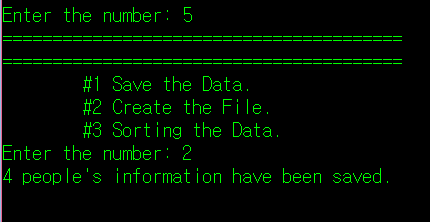 Enter the number: 5
========================================
========================================
#1 Save the Data.
#2 Create the File.
#3 Sorting the Data.
Enter the number: 2
4 people's information have been saved.